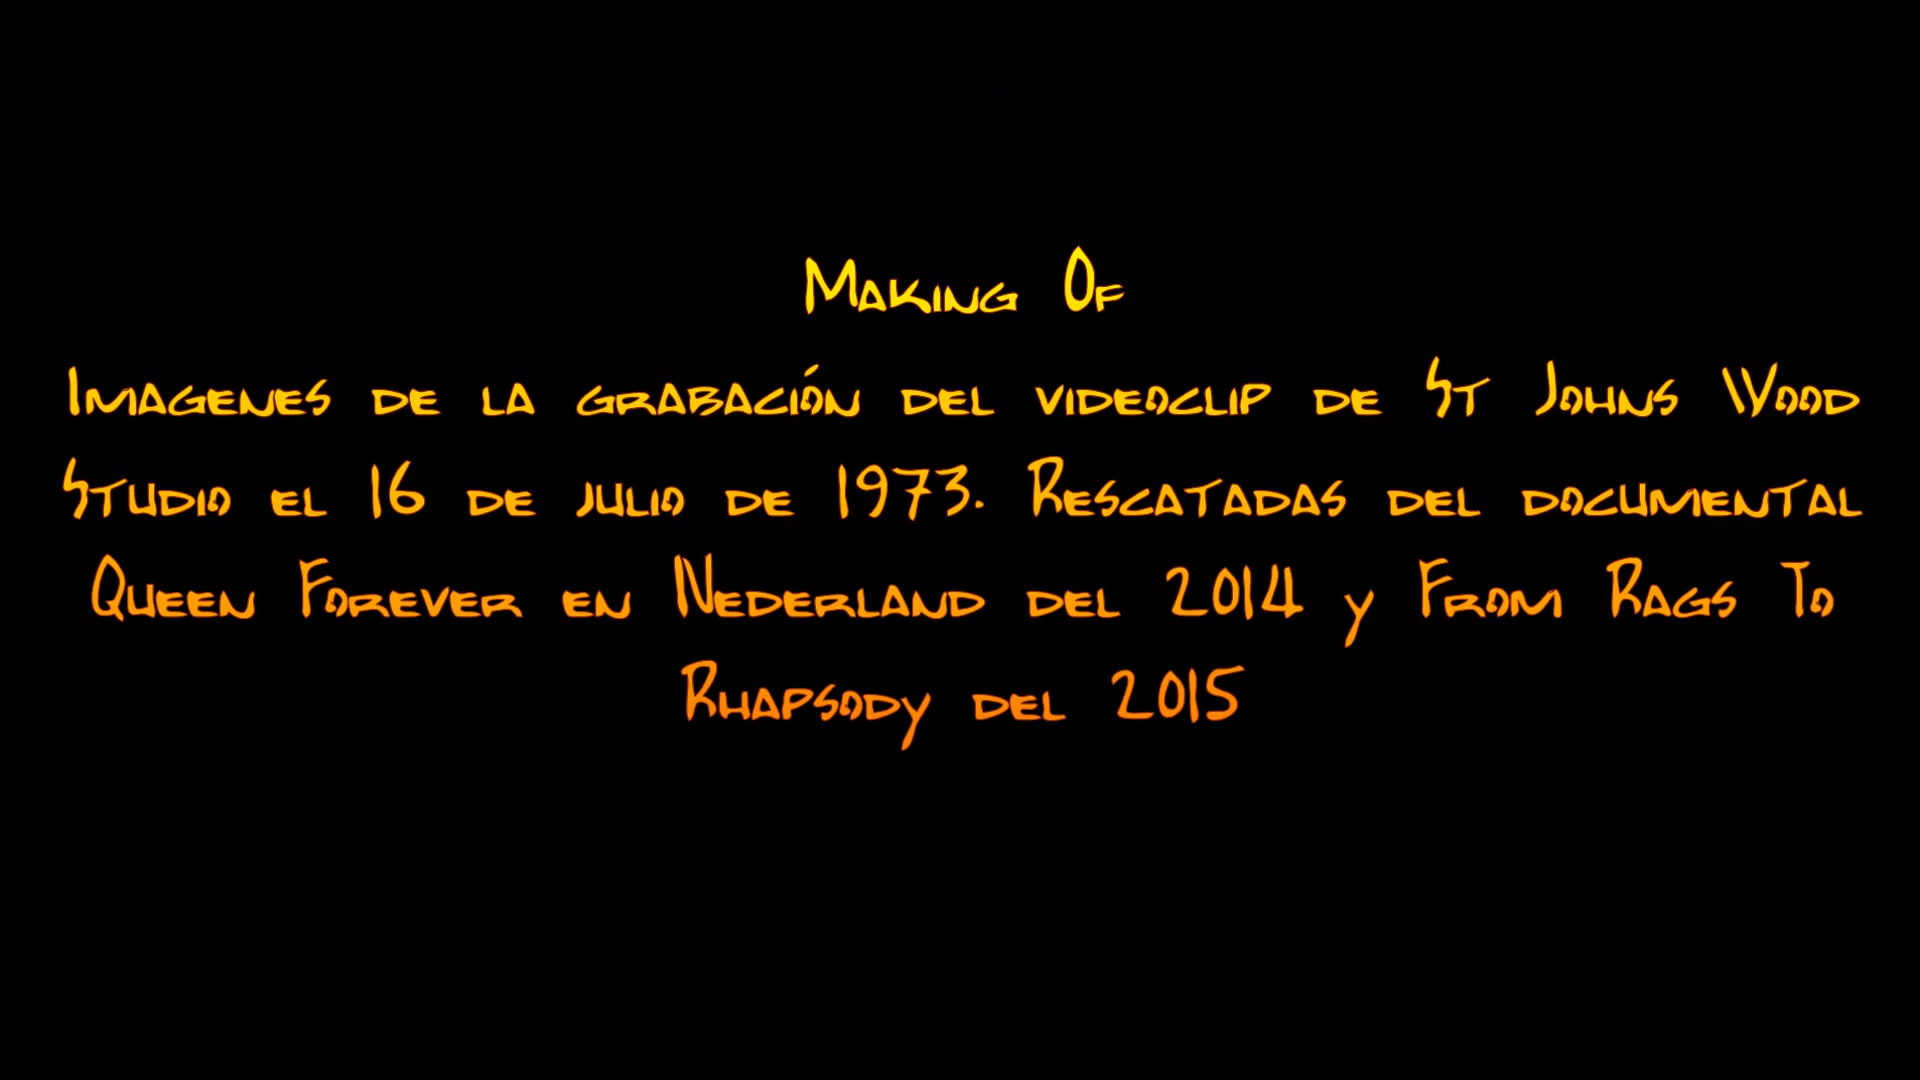 Making Of
Imagenes de la grabación del videoclip de St Johns Wood
Studio el 16 de julio de 1973. Rescatadas del documental
Queen Forever en Nederland del 2014 y From Rags To
Rhapsody del 2015